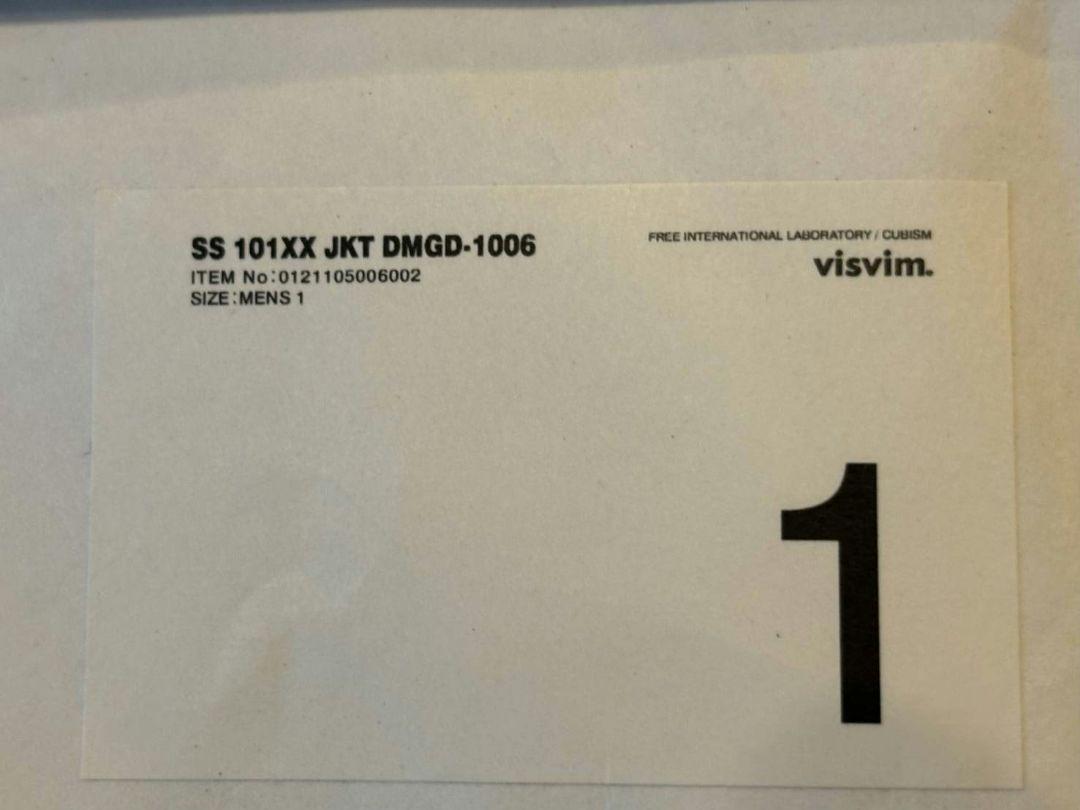 SS 101XX JKT DMGD-1006
ITEM No:0121105006002
SIZE:MENS 1
FREE INTERNATIONAL LABORATORY / CUBISM
visvim.
1